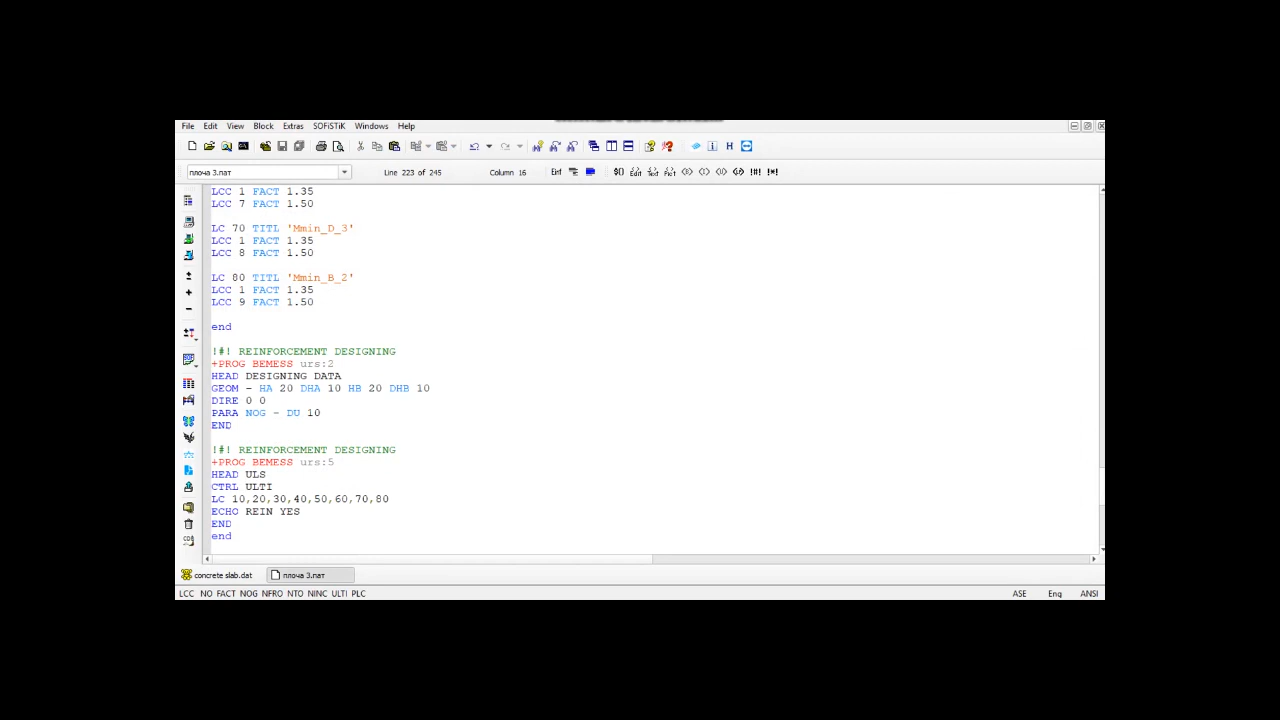 File Edit View Block Extras SOFiSTiK Windows Help
плоча 3.пат
Line 223 of 245
Column 16
LCC 1 FACT 1.35
LCC 7 FACT 1.50
LC 70 TITL 'Mmin_D_3'
LCC 1 FACT 1.35
LCC 8 FACT 1.50
LC 80 TITL 'Mmin_B_2'
LCC 1 FACT 1.35
LCC 9 FACT 1.50
end
!#! REINFORCEMENT DESIGNING
+PROG BEMESS urs:2
HEAD DESIGNING DATA
GEOM - HA 20 DHA 10 HB 20 DHB 10
DIRE 0 0
PARA NOG - DU 10
END
!#! REINFORCEMENT DESIGNING
+PROG BEMESS urs:5
HEAD ULS
CTRL ULTI
LC 10,20,30,40,50,60,70,80
ECHO REIN YES
END
end
concrete slab.dat плоча 3.пат
LCC NO FACT NOG NFRO NTO NINC ULTI PLC
ASE Eng ANSI